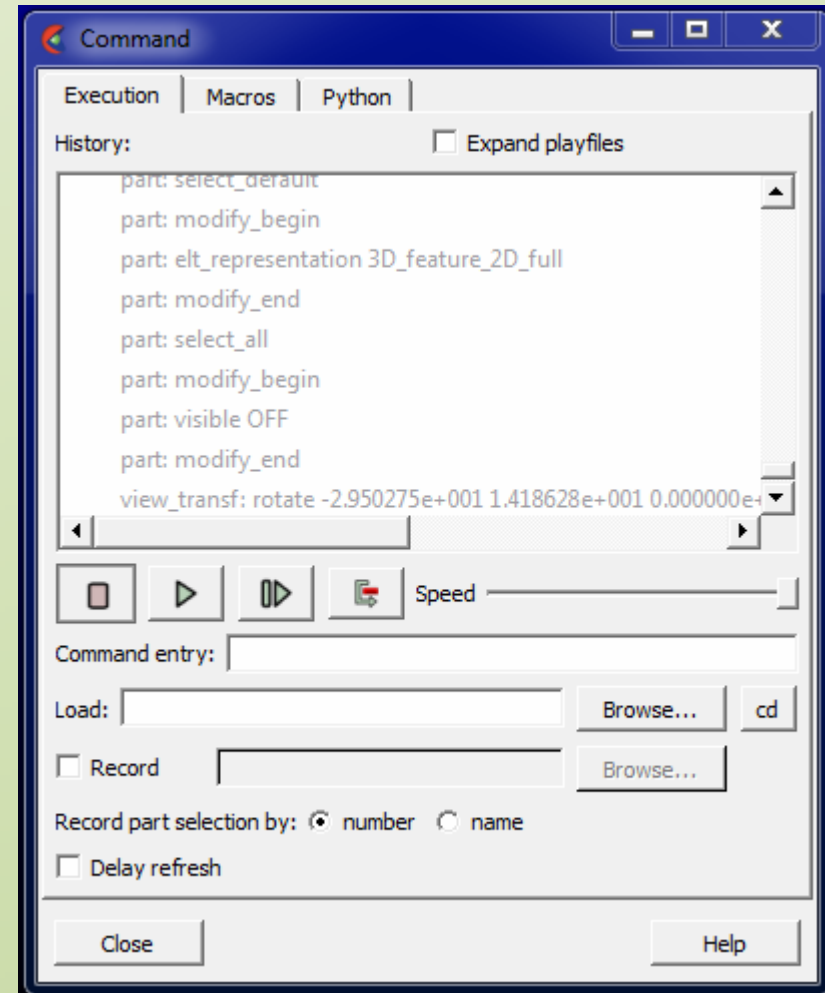 Command
Execution Macros Python
History: Expand playfiles
part: select_default
part: modify_begin
part: elt_representation 3D_feature_2D_full
part: modify_end
part: select_all
part: modify_begin
part: visible OFF
part: modify_end
view_transf: rotate -2.950275e+001 1.418628e+001 0.000000e+
Speed
Command entry:
Load: Browse... cd
Record Browse...
Record part selection by: number name
Delay refresh
Close Help